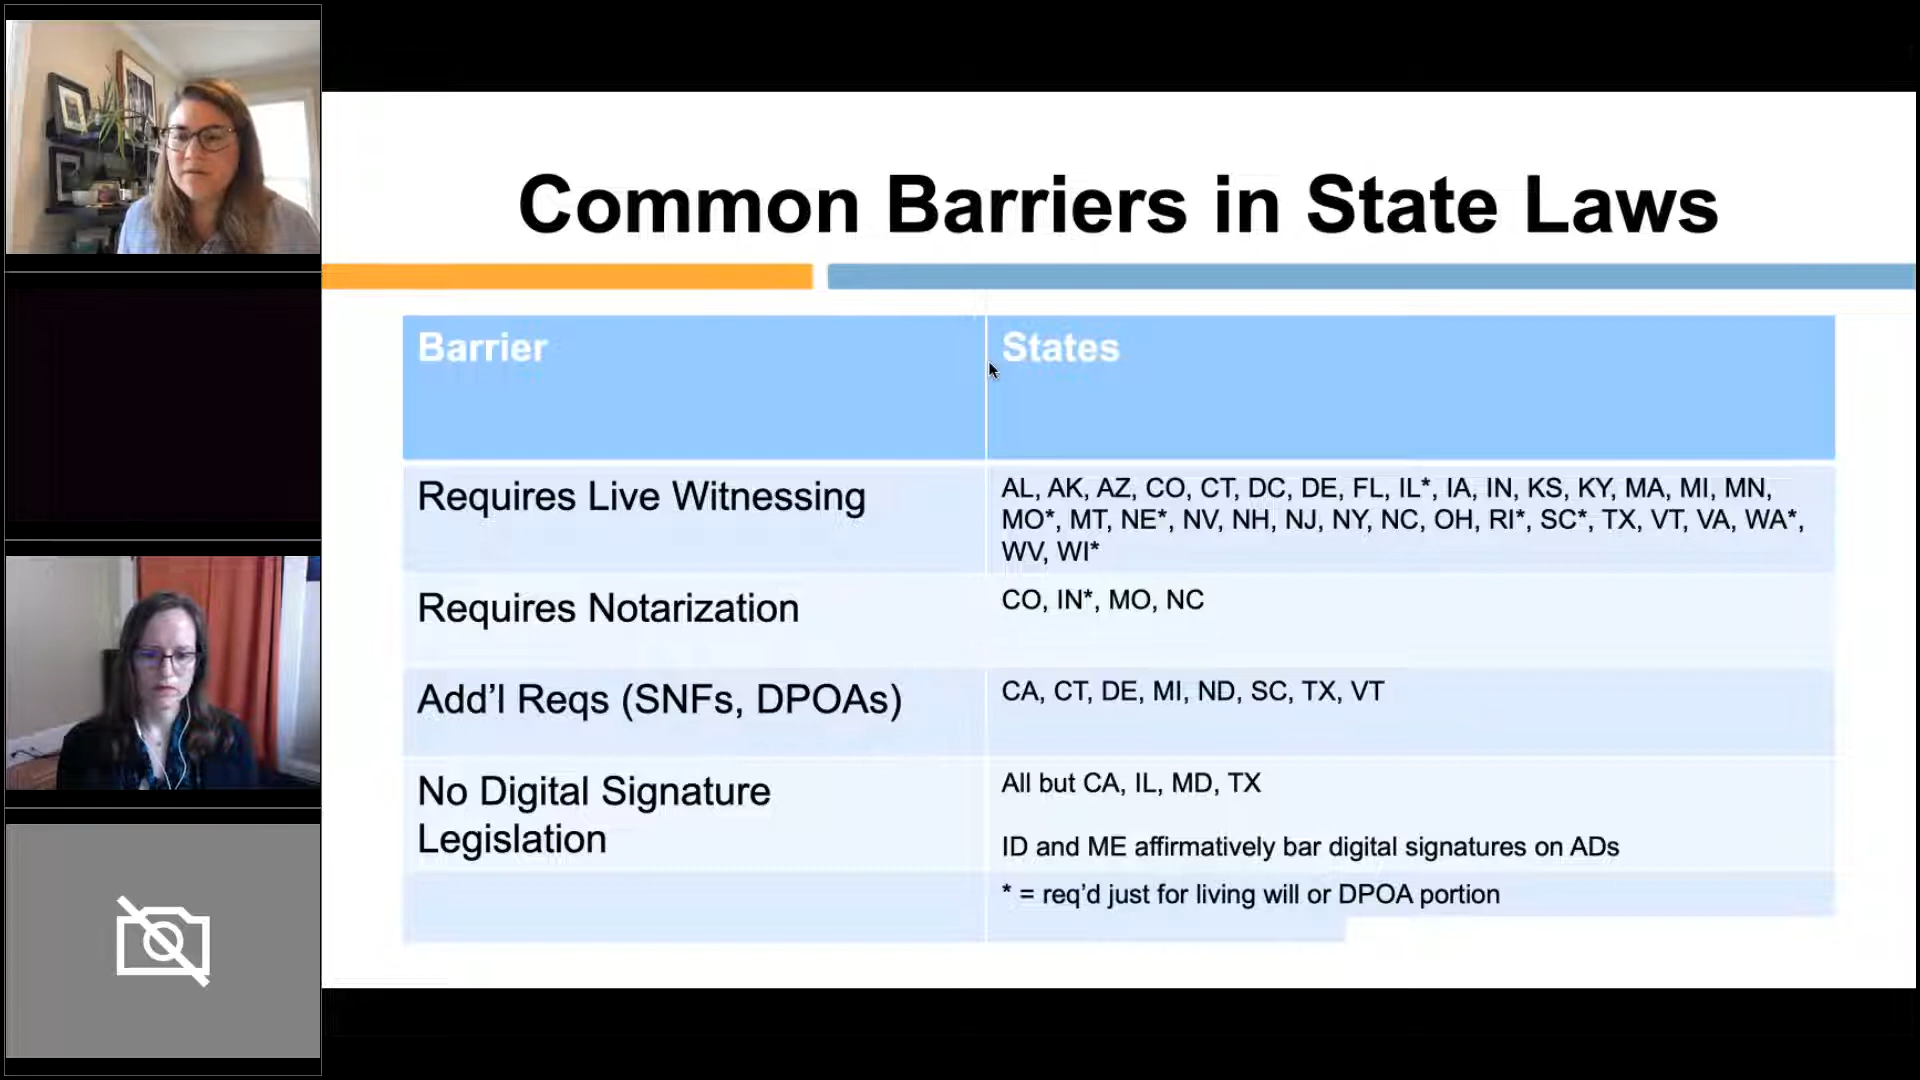 Common Barriers in State Laws
Barrier
States
Requires Live Witnessing
AL, AK, AZ, CO, CT, DC, DE, FL, IL*, IA, IN, KS, KY, MA, MI, MN,
MO*, MT, NE*, NV, NH, NJ, NY, NC, OH, RI*, SC*, TX, VT, VA, WA*,
WV, WI*
Requires Notarization
CO, IN*, MO, NC
Add’l Reqs (SNFs, DPOAs)
CA, CT, DE, MI, ND, SC, TX, VT
No Digital Signature
Legislation
All but CA, IL, MD, TX
ID and ME affirmatively bar digital signatures on ADs
* = req’d just for living will or DPOA portion